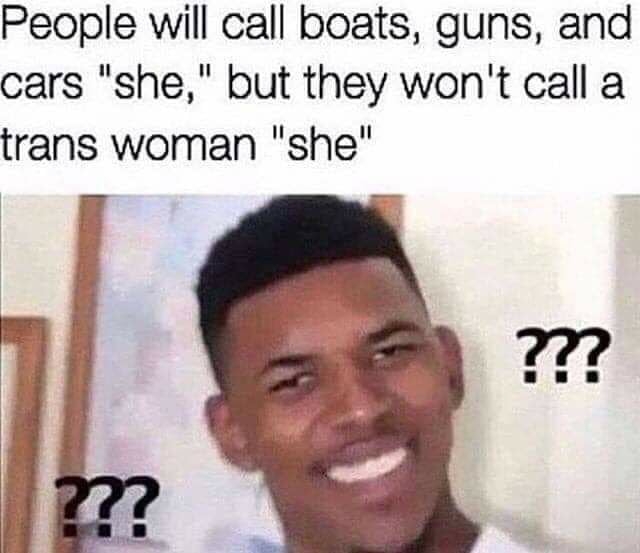 People will call boats, guns, and
cars "she," but they won't call a
trans woman "she"
???
???